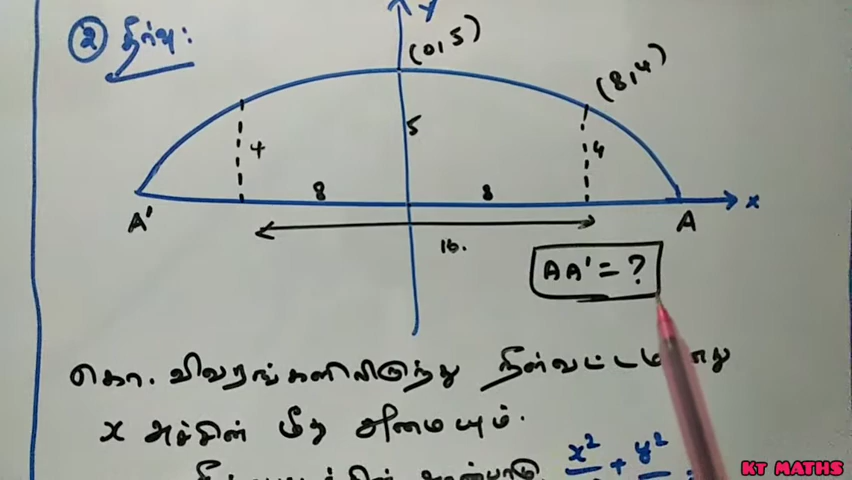 ② தீர்வு:
y
(0,5)
(8,4)
5
4
4
8
8
x
A'
A
16.
AA' = ?
கொ. விவரங்களிலிருந்து நீள்வட்டமானது
x அச்சின் மீது அமையும்.
x² + y²
KT MATHS